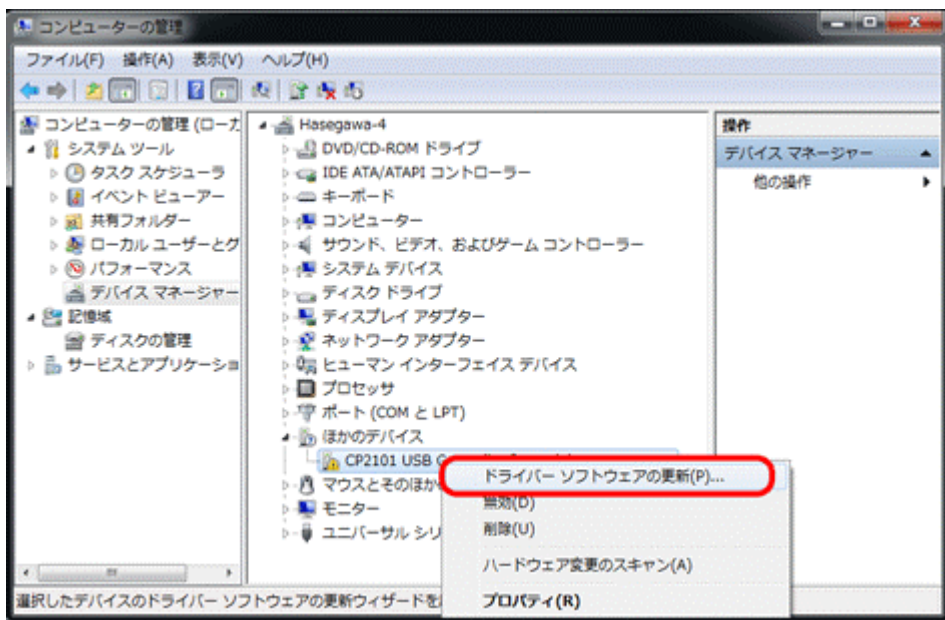 コンピューターの管理
ファイル(F) 操作(A) 表示(V) ヘルプ(H)
コンピューターの管理 (ローカ
システム ツール
タスク スケジューラ
イベント ビューアー
共有フォルダー
ローカル ユーザーとグ
パフォーマンス
デバイス マネージャー
記憶域
ディスクの管理
サービスとアプリケーショ
Hasegawa-4
DVD/CD-ROM ドライブ
IDE ATA/ATAPI コントローラー
キーボード
コンピューター
サウンド、ビデオ、およびゲーム コントローラー
システム デバイス
ディスク ドライブ
ディスプレイ アダプター
ネットワーク アダプター
ヒューマン インターフェイス デバイス
プロセッサ
ポート (COM と LPT)
ほかのデバイス
CP2101 USB
マウスとそのほか
モニター
ユニバーサル シリ
ドライバー ソフトウェアの更新(P)...
無効(D)
削除(U)
ハードウェア変更のスキャン(A)
プロパティ(R)
操作
デバイス マネージャー
他の操作
選択したデバイスのドライバー ソフトウェアの更新ウィザードを